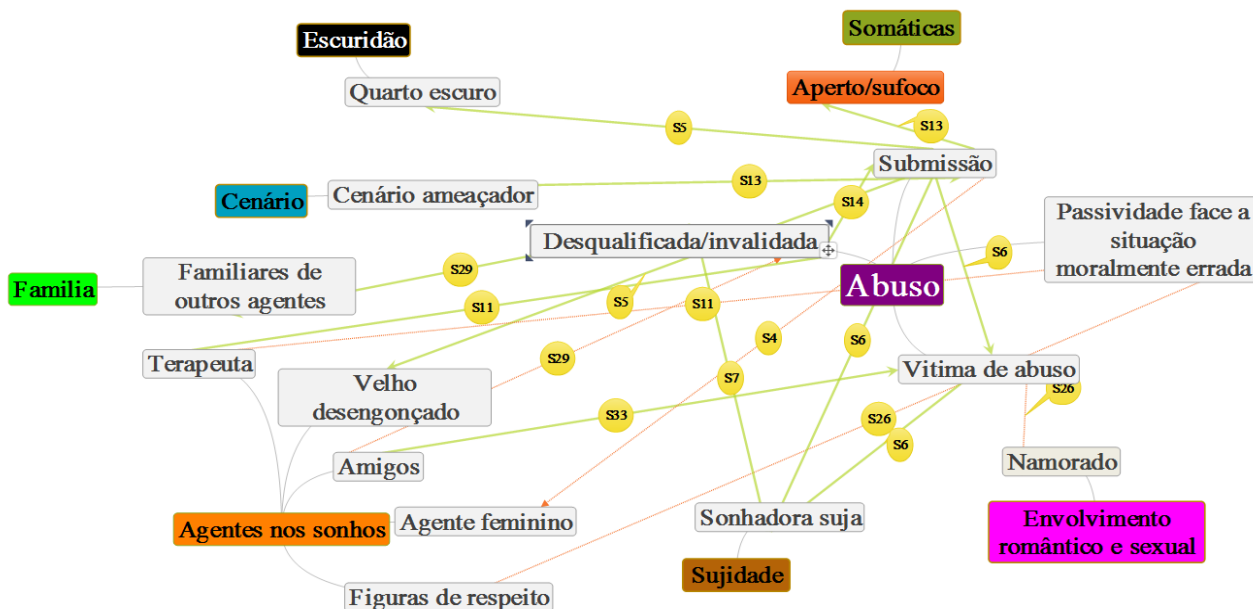 Escuridão
Somáticas
Quarto escuro
Aperto/sufoco
S5
S13
Submissão
S13
Cenário
Cenário ameaçador
S14
Passividade face a
situação
moralmente errada
Desqualificada/invalidada
S6
Familia
Familiares de
outros agentes
S29
Abuso
S11
S5
S11
Terapeuta
S29
S4
S6
Velho
desengonçado
S7
Vitima de abuso
S26
S33
S26
S6
Amigos
Namorado
Agentes nos sonhos
Agente feminino
Sonhadora suja
Envolvimento
romântico e sexual
Sujidade
Figuras de respeito